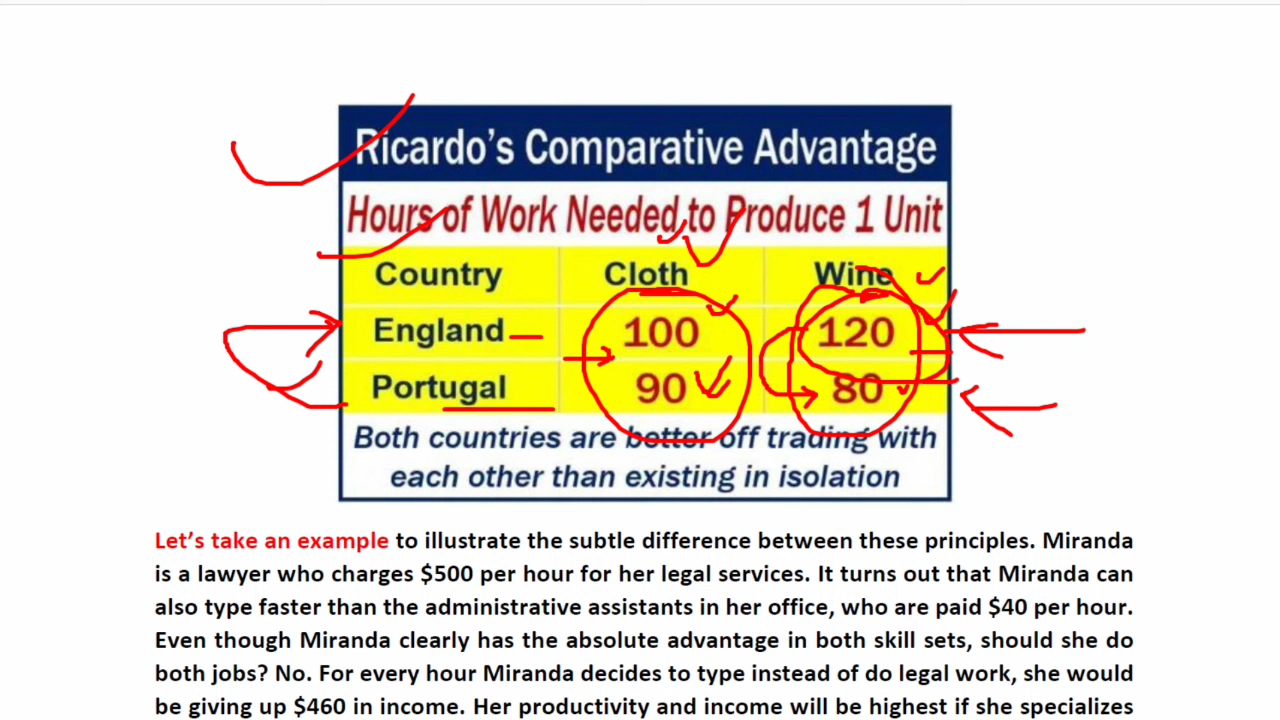 Ricardo's Comparative Advantage
Hours of Work Needed to Produce 1 Unit
Country Cloth Wine
England 100 120
Portugal 90 80
Both countries are better off trading with
each other than existing in isolation
Let's take an example to illustrate the subtle difference between these principles. Miranda
is a lawyer who charges $500 per hour for her legal services. It turns out that Miranda can
also type faster than the administrative assistants in her office, who are paid $40 per hour.
Even though Miranda clearly has the absolute advantage in both skill sets, should she do
both jobs? No. For every hour Miranda decides to type instead of do legal work, she would
be giving up $460 in income. Her productivity and income will be highest if she specializes